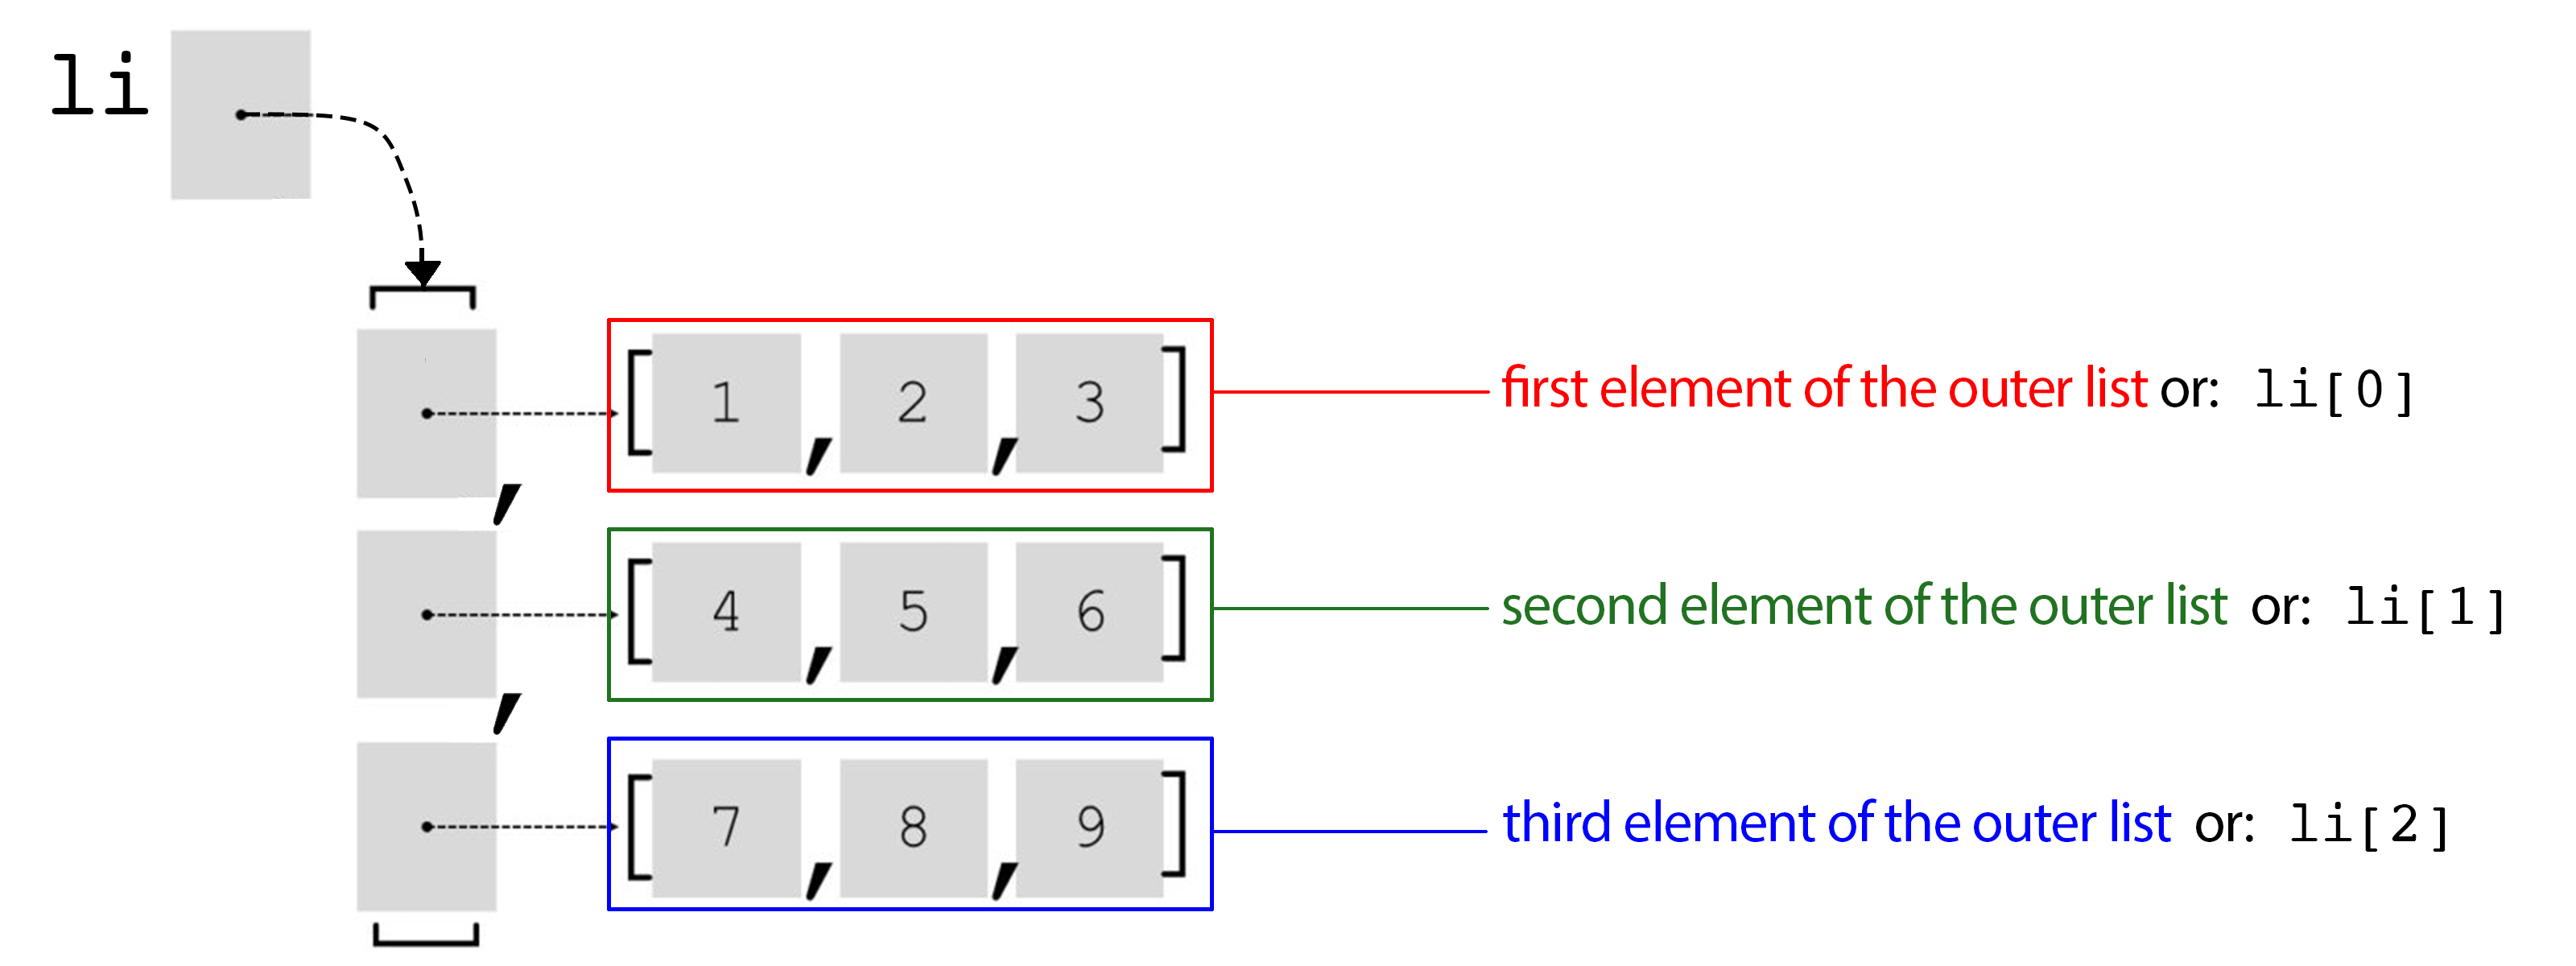 li
[
[1,2,3] first element of the outer list or: li[0]
,
[4,5,6] second element of the outer list or: li[1]
,
[7,8,9] third element of the outer list or: li[2]
]